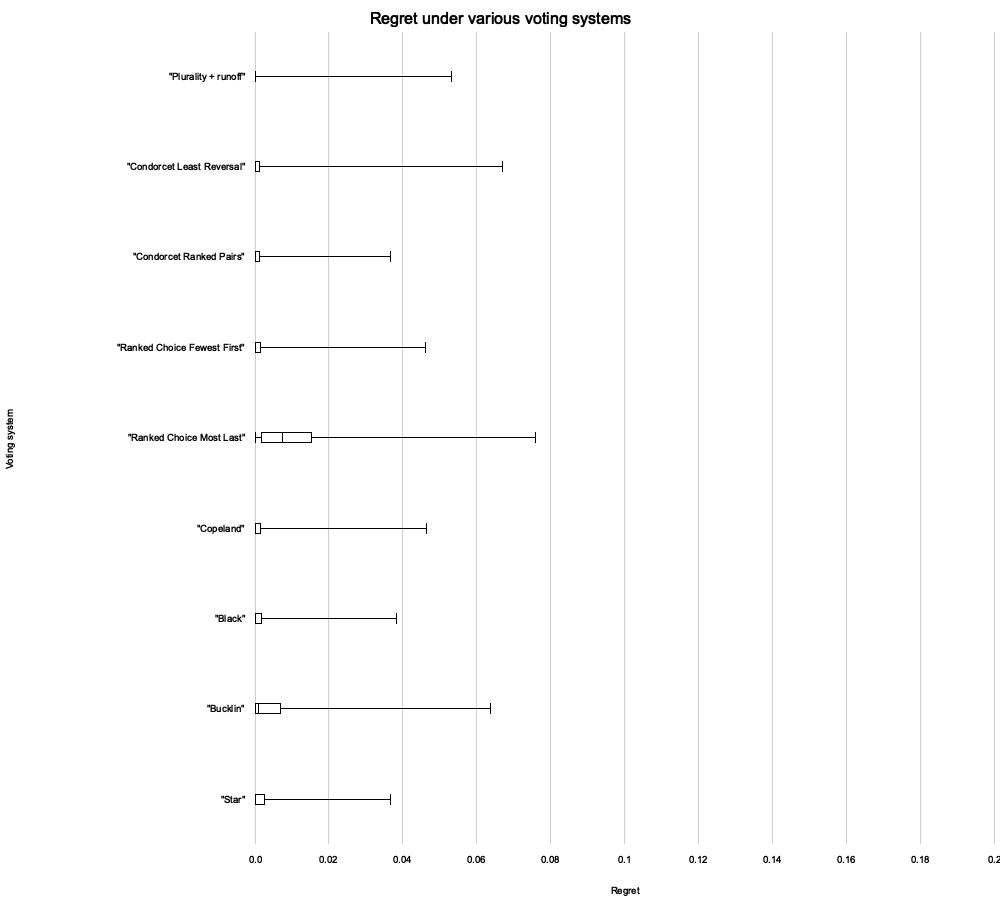 Regret under various voting systems
"Plurality + runoff"
"Condorcet Least Reversal"
"Condorcet Ranked Pairs"
"Ranked Choice Fewest First"
Voting system
"Ranked Choice Most Last"
"Copeland"
"Black"
"Bucklin"
"Star"
0.0 0.02 0.04 0.06 0.08 0.1 0.12 0.14 0.16 0.18 0.2
Regret